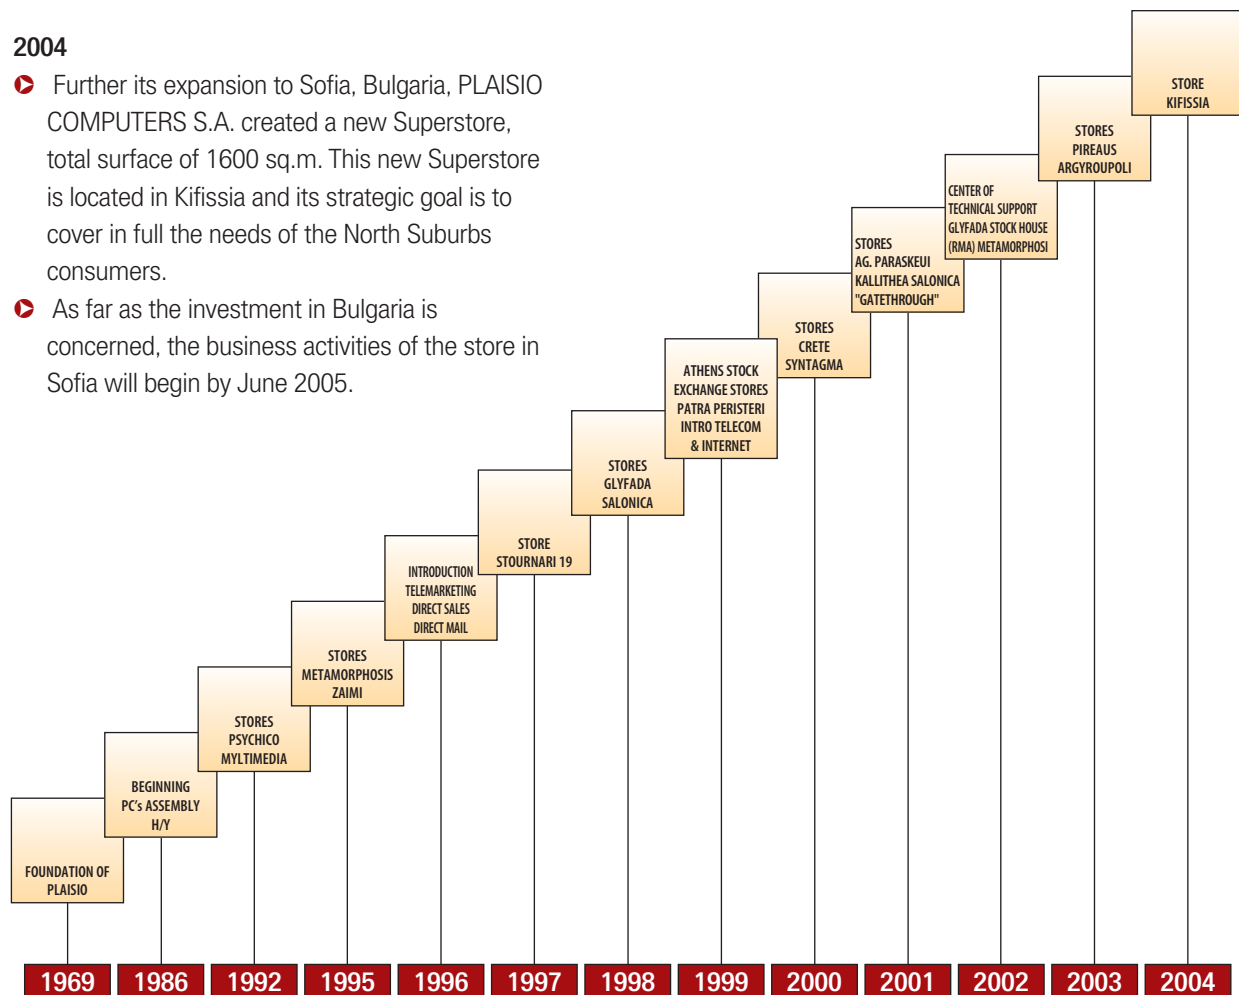 2004
Further its expansion to Sofia, Bulgaria, PLAISIO
COMPUTERS S.A. created a new Superstore,
total surface of 1600 sq.m. This new Superstore
is located in Kifissia and its strategic goal is to
cover in full the needs of the North Suburbs
consumers.
As far as the investment in Bulgaria is
concerned, the business activities of the store in
Sofia will begin by June 2005.
FOUNDATION OF
PLAISIO
BEGINNING
PC's ASSEMBLY
H/Y
STORES
PSYCHICO
MYLTIMEDIA
STORES
METAMORPHOSIS
ZAIMI
INTRODUCTION
TELEMARKETING
DIRECT SALES
DIRECT MAIL
STORE
STOURNARI 19
STORES
GLYFADA
SALONICA
ATHENS STOCK
EXCHANGE STORES
PATRA PERISTERI
INTRO TELECOM
& INTERNET
STORES
CRETE
SYNTAGMA
STORES
AG. PARASKEUI
KALLITHEA SALONICA
"GATETHROUGH"
CENTER OF
TECHNICAL SUPPORT
GLYFADA STOCK HOUSE
(RMA) METAMORPHOSI
STORES
PIREAUS
ARGYROUPOLI
STORE
KIFISSIA
1969 1986 1992 1995 1996 1997 1998 1999 2000 2001 2002 2003 2004